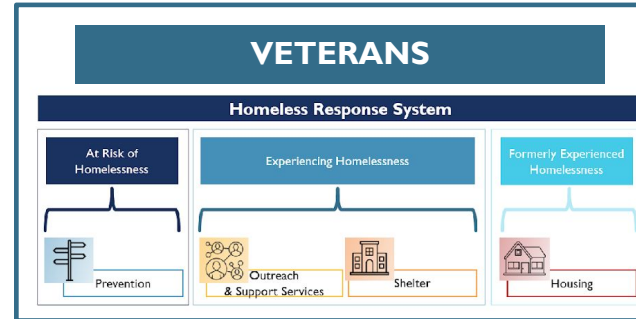 VETERANS
Homeless Response System
At Risk of
Homelessness
Experiencing Homelessness
Formerly Experienced
Homelessness
Prevention
Outreach
& Support Services
Shelter
Housing